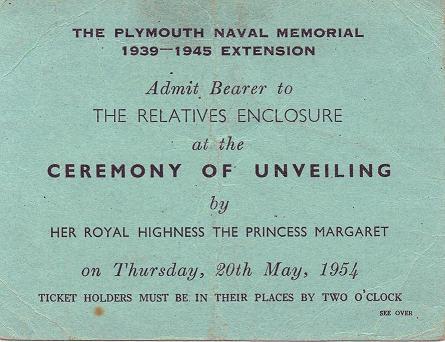 THE PLYMOUTH NAVAL MEMORIAL
1939—1945 EXTENSION
Admit Bearer to
THE RELATIVES ENCLOSURE
at the
CEREMONY OF UNVEILING
by
HER ROYAL HIGHNESS THE PRINCESS MARGARET
on Thursday, 20th May, 1954
TICKET HOLDERS MUST BE IN THEIR PLACES BY TWO O'CLOCK
SEE OVER